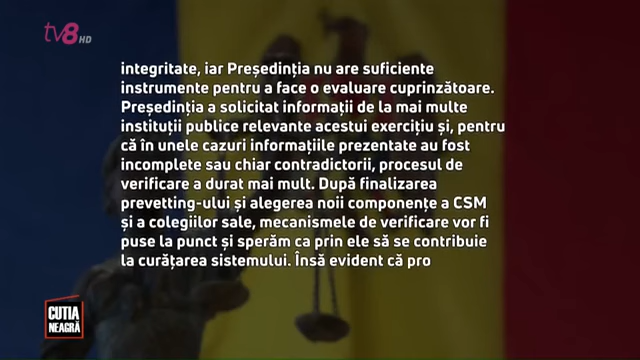 tv8 HD
integritate, iar Președinția nu are suficiente
instrumente pentru a face o evaluare cuprinzătoare.
Președinția a solicitat informații de la mai multe
instituții publice relevante acestui exercițiu și, pentru
că în unele cazuri informațiile prezentate au fost
incomplete sau chiar contradictorii, procesul de
verificare a durat mai mult. După finalizarea
prevetting-ului și alegerea noii componențe a CSM
și a colegiilor sale, mecanismele de verificare vor fi
puse la punct și sperăm ca prin ele să se contribuie
la curățarea sistemului. Însă evident că pro
CUTIA
NEAGRĂ